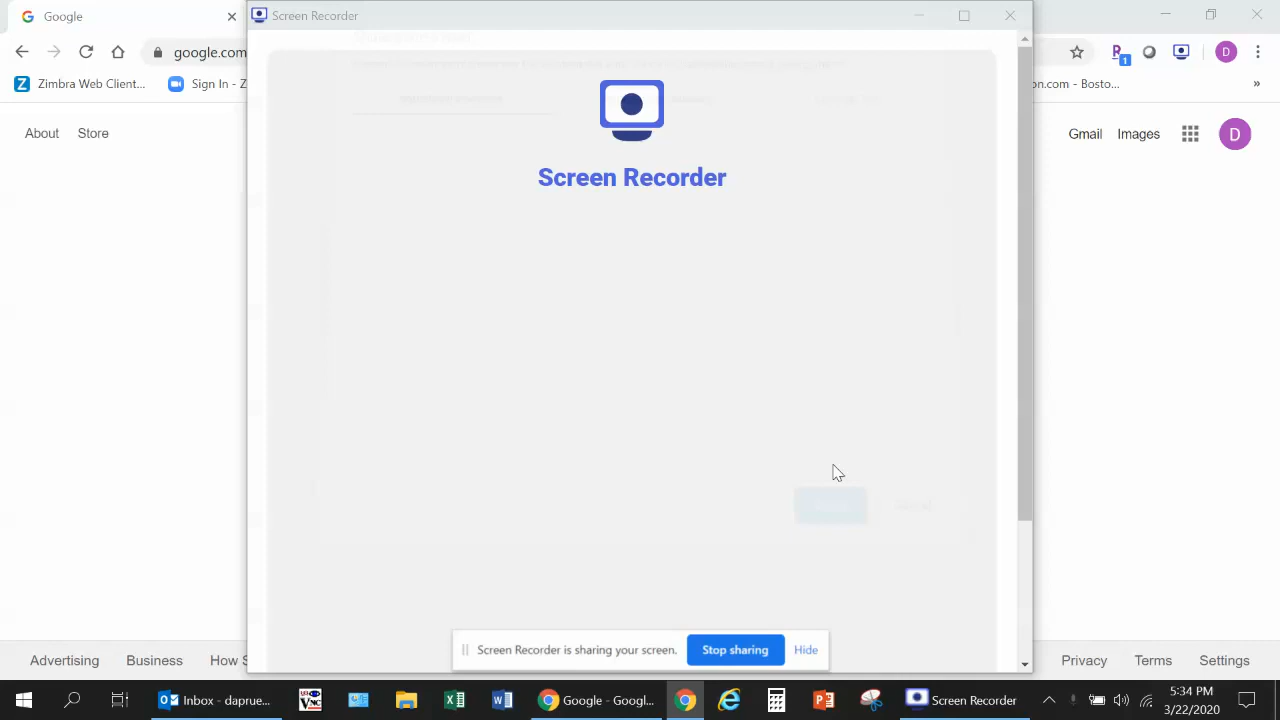 Google
Screen Recorder
google.com
Zimbra Web Client...
Sign In - Z
on.com - Bosto...
»
About
Store
Gmail
Images
D
D
R
1
Screen Recorder
Screen Recorder is sharing your screen.
Stop sharing
Hide
Advertising
Business
How S
Privacy
Terms
Settings
Inbox - daprue...
Google - Googl...
Screen Recorder
5:34 PM
3/22/2020